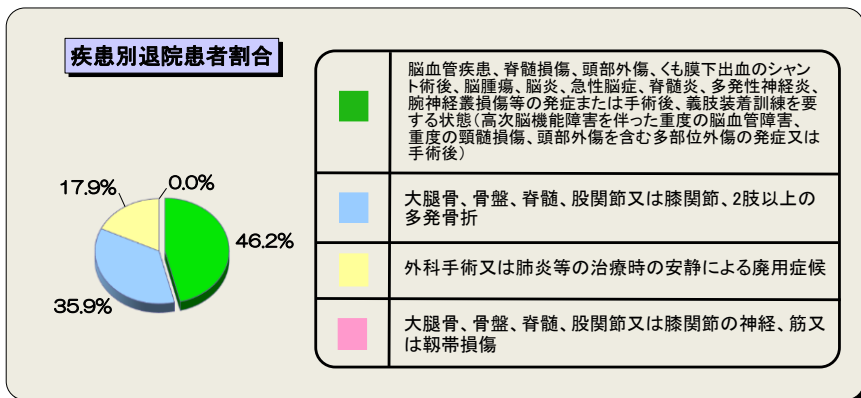 疾患別退院患者割合
脳血管疾患、脊髄損傷、頭部外傷、くも膜下出血のシャン
ト術後、脳腫瘍、脳炎、急性脳症、脊髄炎、多発性神経炎、
腕神経叢損傷等の発症または手術後、義肢装着訓練を要
する状態(高次脳機能障害を伴った重度の脳血管障害、
重度の頸髄損傷、頭部外傷を含む多部位外傷の発症又は
手術後)
大腿骨、骨盤、脊髄、股関節又は膝関節、2肢以上の
多発骨折
外科手術又は肺炎等の治療時の安静による廃用症候
大腿骨、骨盤、脊髄、股関節又は膝関節の神経、筋又
は靱帯損傷
17.9%
0.0%
46.2%
35.9%